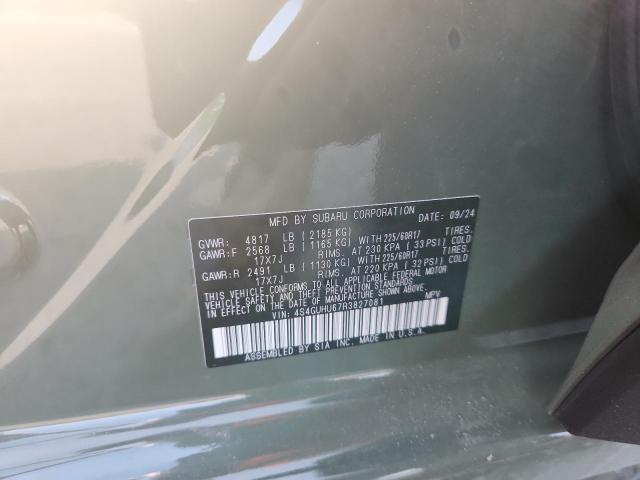 MFD BY SUBARU CORPORATION DATE: 09/24
GVWR: 4817 LB (2185 KG) TIRES.
GAWR:F 2568 LB (1165 KG) WITH 225/60R17
17X7J RIMS. AT 230 KPA (33 PSI) COLD
GAWR:R 2491 LB (1130 KG) WITH 225/60R17 TIRES.
17X7J RIMS. AT 220 KPA (32 PSI) COLD
THIS VEHICLE CONFORMS TO ALL APPLICABLE FEDERAL MOTOR
VEHICLE SAFETY AND THEFT PREVENTION STANDARDS IN
EFFECT ON THE DATE OF MANUFACTURE SHOWN ABOVE.
VIN: 4S4GUHU67R3827081 MPV
ASSEMBLED BY SIA INC. MADE IN U.S.A.